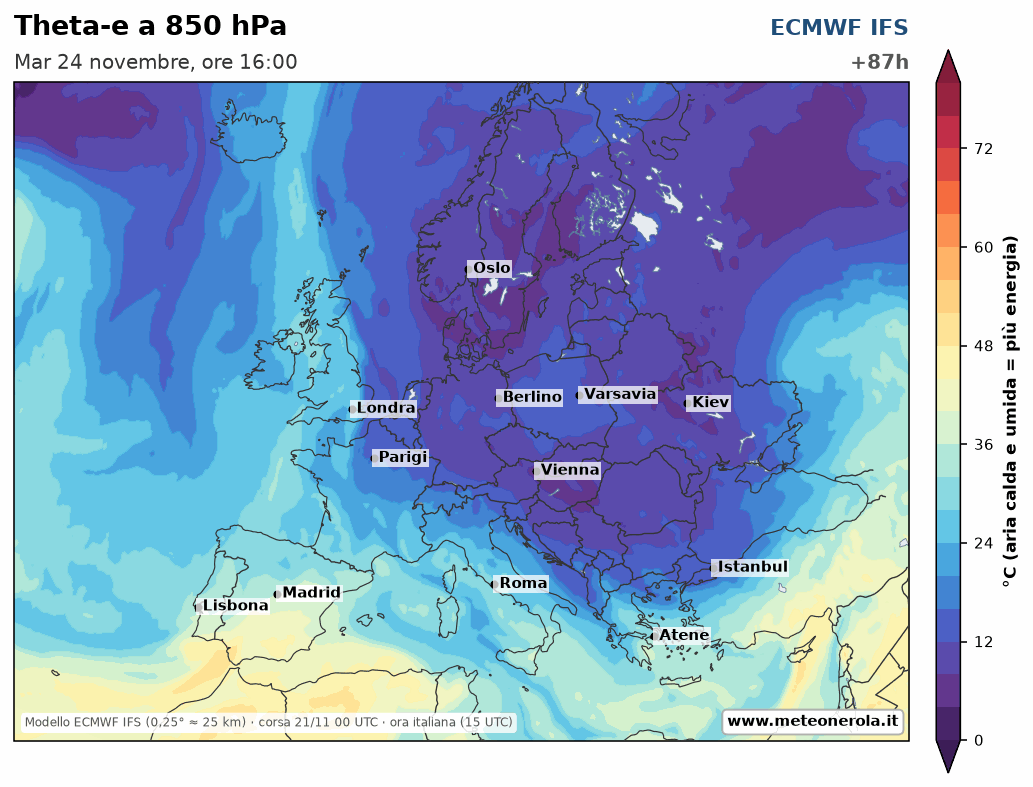 Theta-e a 850 hPa
ECMWF IFS
Mar 24 novembre, ore 16:00
+87h
72
60
48
36
24
12
0
°C (aria calda e umida = più energia)
Oslo
Londra
Berlino
Varsavia
Kiev
Parigi
Vienna
Istanbul
Roma
Madrid
Lisbona
Atene
Modello ECMWF IFS (0,25° ≈ 25 km) · corsa 21/11 00 UTC · ora italiana (15 UTC)
www.meteonerola.it